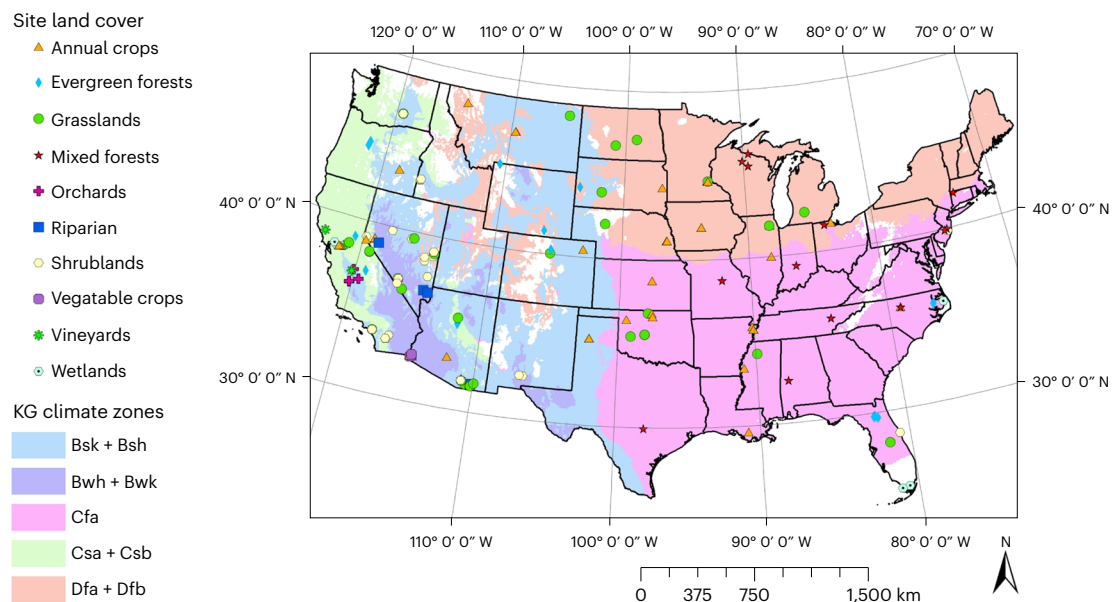 Site land cover
Annual crops
Evergreen forests
Grasslands
Mixed forests
Orchards
Riparian
Shrublands
Vegatable crops
Vineyards
Wetlands
KG climate zones
Bsk + Bsh
Bwh + Bwk
Cfa
Csa + Csb
Dfa + Dfb
120° 0′ 0″ W 110° 0′ 0″ W 100° 0′ 0″ W 90° 0′ 0″ W 80° 0′ 0″ W 70° 0′ 0″ W
40° 0′ 0″ N 40° 0′ 0″ N
30° 0′ 0″ N 30° 0′ 0″ N
110° 0′ 0″ W 100° 0′ 0″ W 90° 0′ 0″ W 80° 0′ 0″ W N
0 375 750 1,500 km